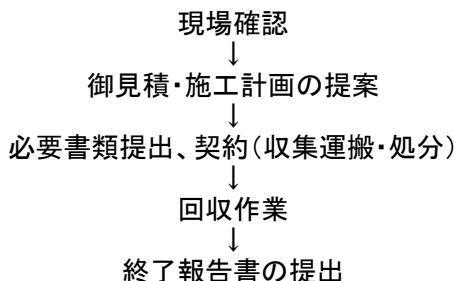 現場確認
↓
御見積・施工計画の提案
↓
必要書類提出、契約（収集運搬・処分）
↓
回収作業
↓
終了報告書の提出